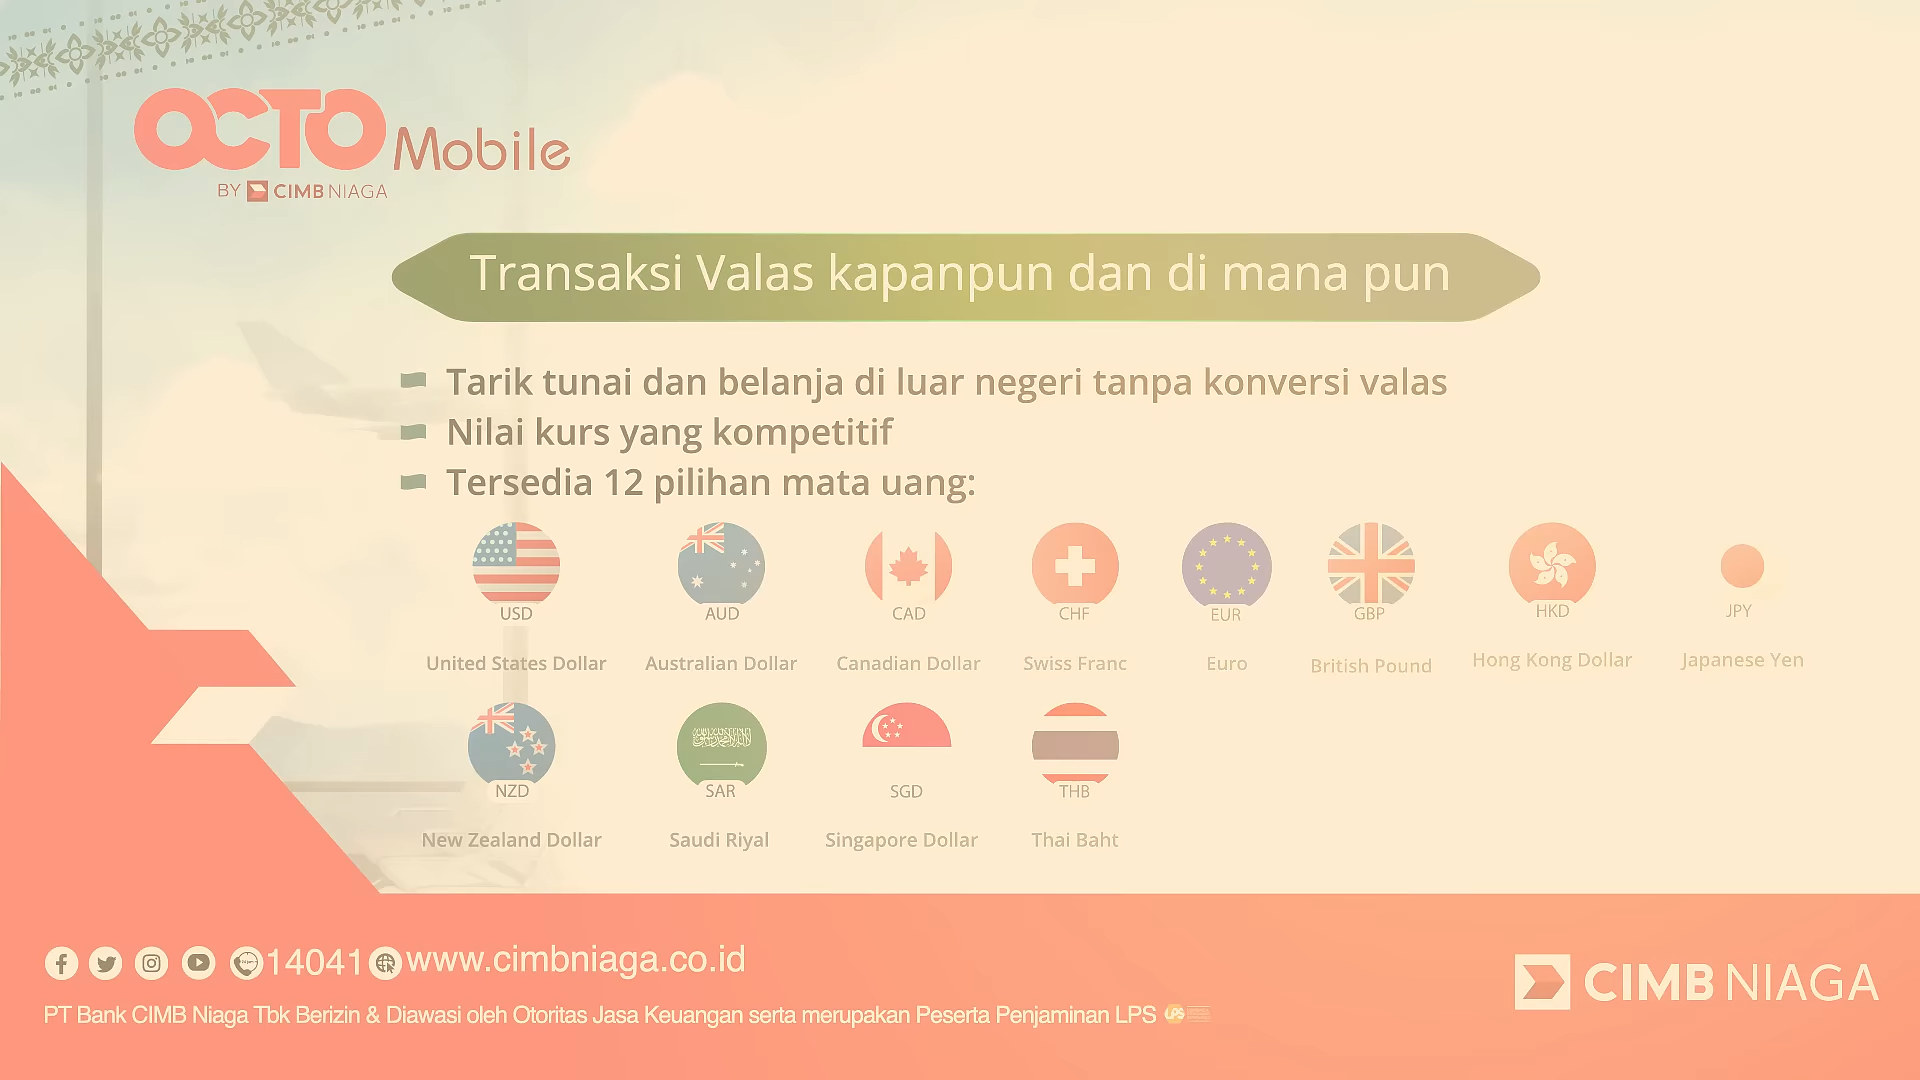 OCTO Mobile
BY CIMB NIAGA
Transaksi Valas kapanpun dan di mana pun
Tarik tunai dan belanja di luar negeri tanpa konversi valas
Nilai kurs yang kompetitif
Tersedia 12 pilihan mata uang:
USD AUD CAD CHF EUR GBP HKD JPY
United States Dollar Australian Dollar Canadian Dollar Swiss Franc Euro British Pound Hong Kong Dollar Japanese Yen
NZD SAR SGD THB
New Zealand Dollar Saudi Riyal Singapore Dollar Thai Baht
14041 www.cimbniaga.co.id
PT Bank CIMB Niaga Tbk Berizin & Diawasi oleh Otoritas Jasa Keuangan serta merupakan Peserta Penjaminan LPS LPS
CIMB NIAGA